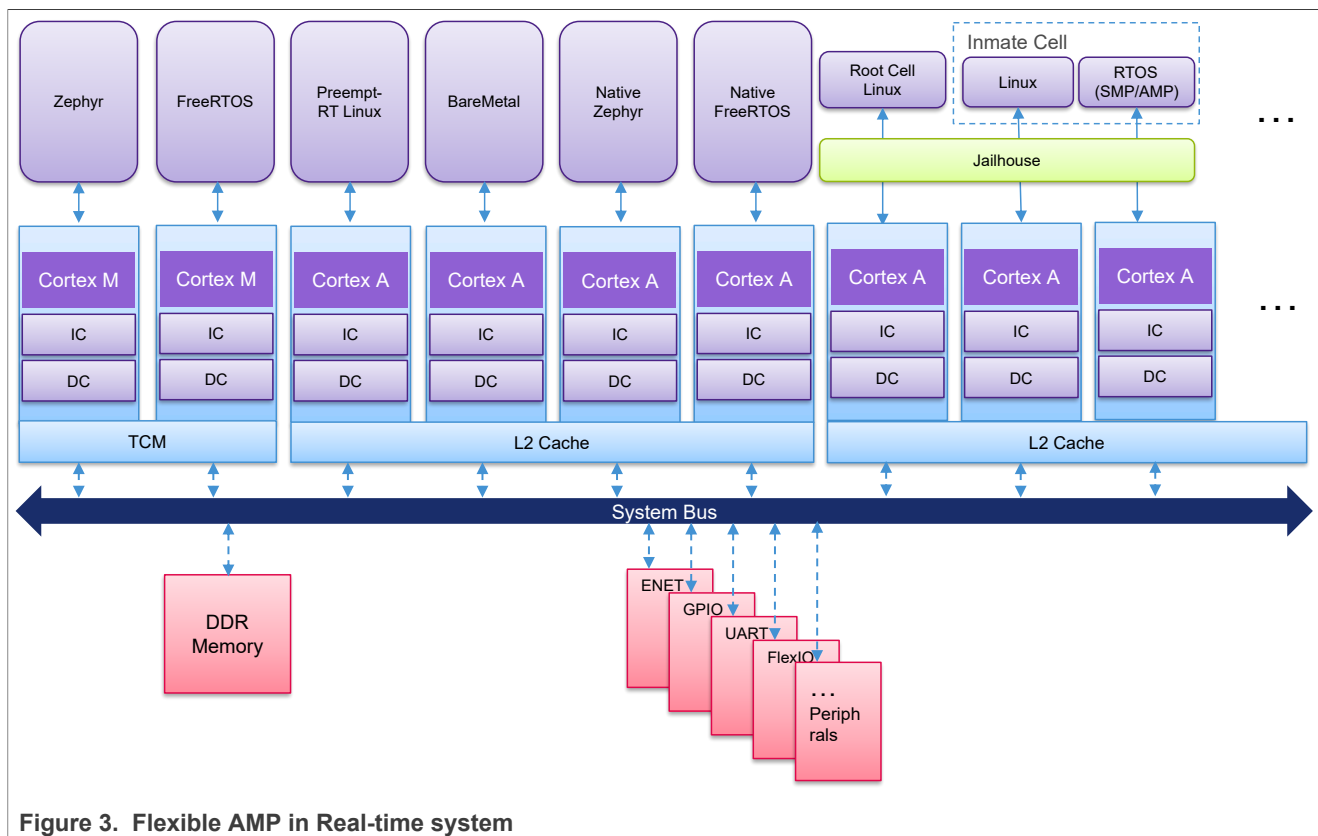 Inmate Cell
Zephyr
FreeRTOS
Preempt-
RT Linux
BareMetal
Native
Zephyr
Native
FreeRTOS
Root Cell
Linux
Linux
RTOS
(SMP/AMP)
...
Jailhouse
Cortex M
Cortex M
Cortex A
Cortex A
Cortex A
Cortex A
Cortex A
Cortex A
Cortex A
...
IC
IC
IC
IC
IC
IC
IC
IC
IC
DC
DC
DC
DC
DC
DC
DC
DC
DC
TCM
L2 Cache
L2 Cache
System Bus
DDR
Memory
ENET
GPIO
UART
FlexIO
...
Periph
rals
Figure 3. Flexible AMP in Real-time system